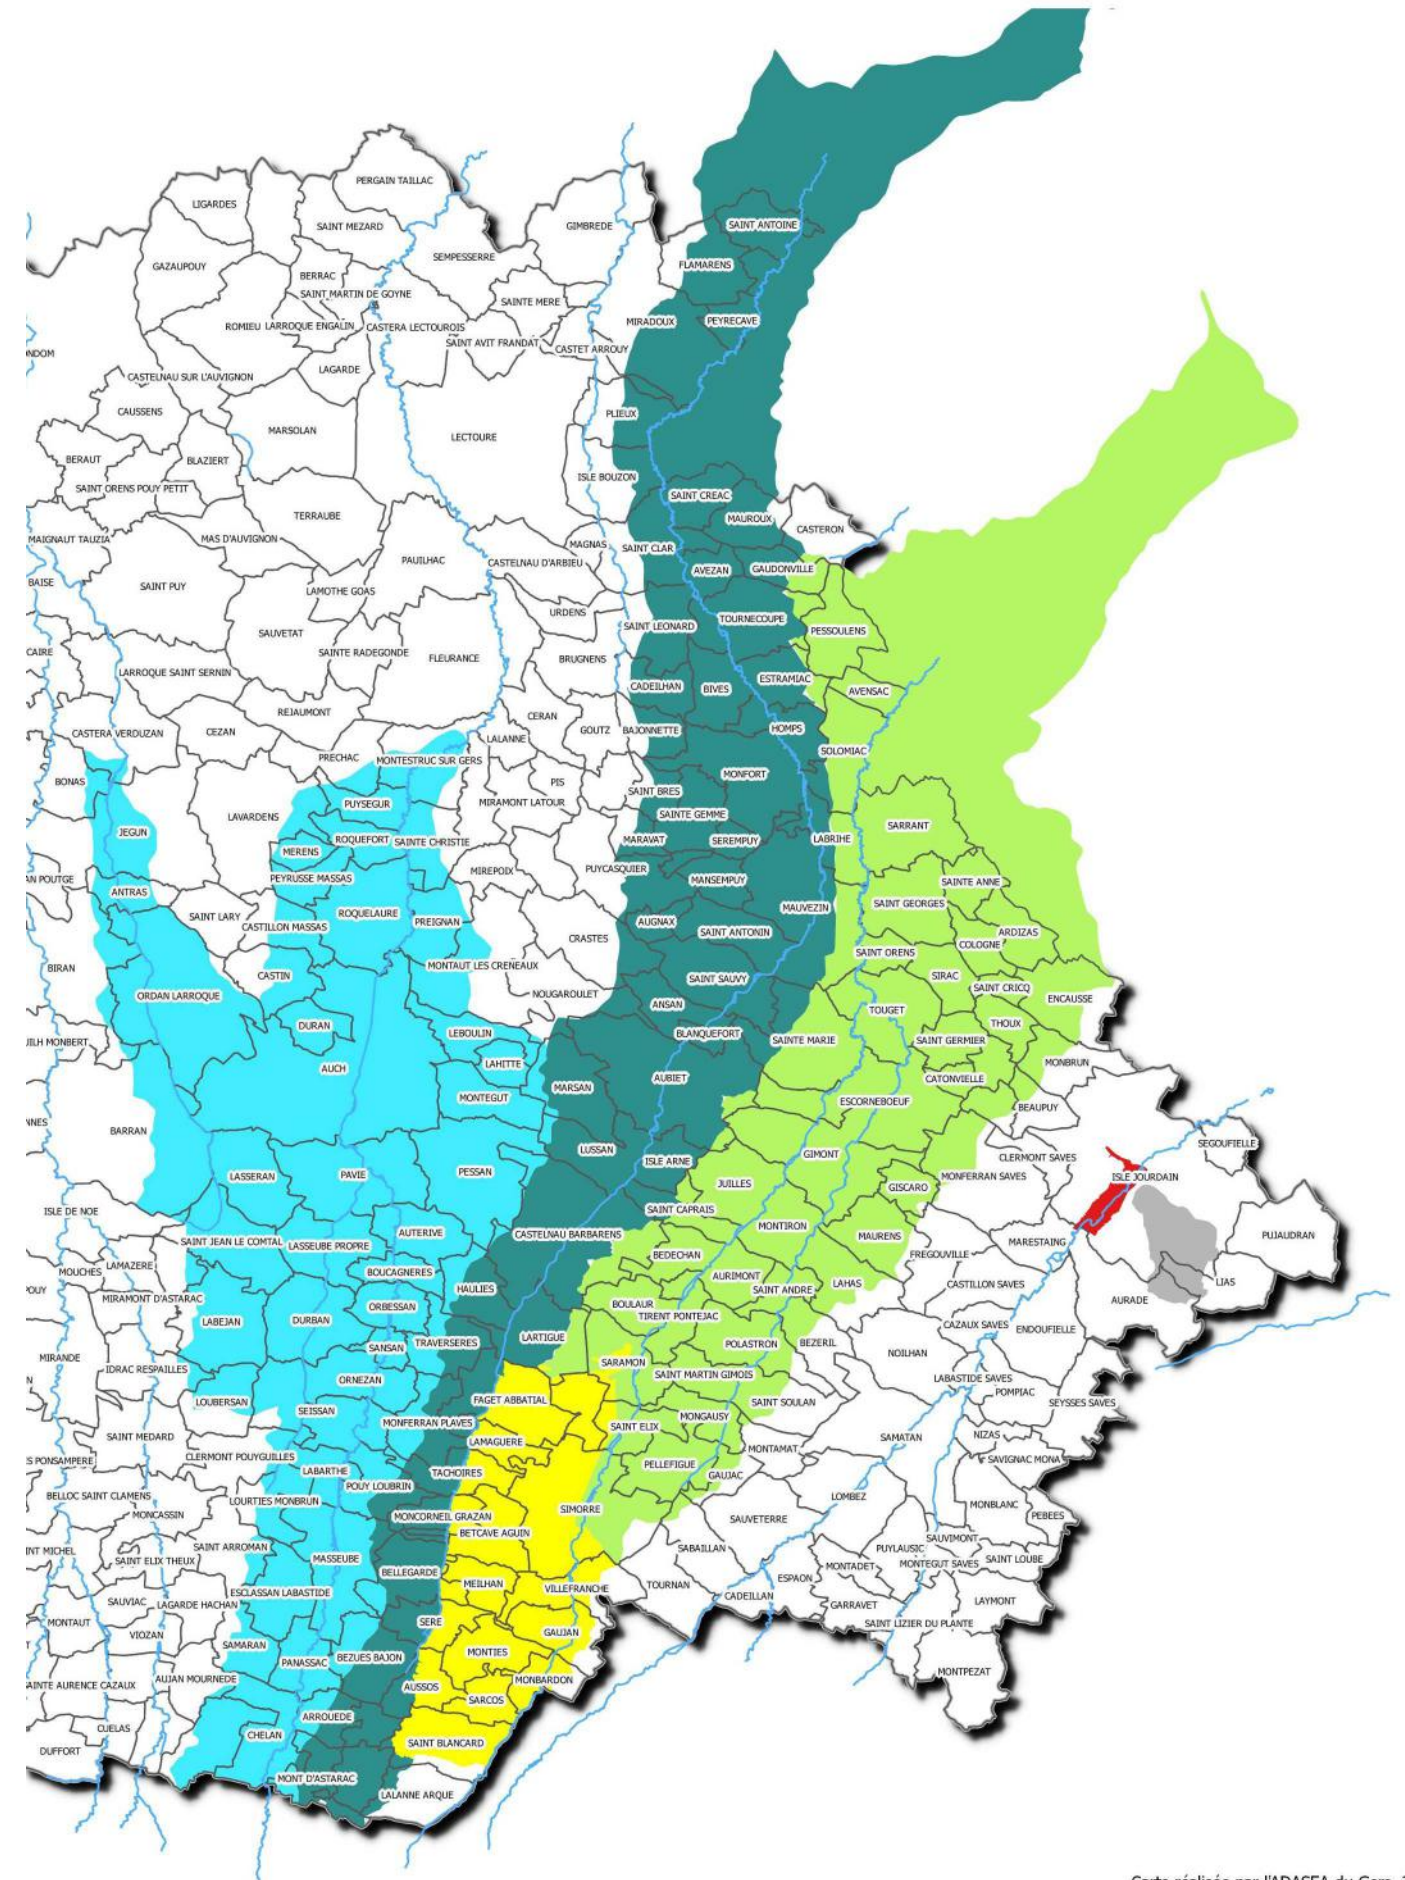 PERGAIN TAILLAC
LIGARDES
SAINT MEZARD
GIMBREDE
SAINT ANTOINE
SEMPESSERRE
GAZAUPOUY
FLAMARENS
BERRAC
SAINT MARTIN DE GOYNE
SAINTE MERE
MIRADOUX
PEYRECAVE
ROMIEU
LARROQUE ENGALIN
CASTERA LECTOUROIS
SAINT AVIT FRANDAT
CASTET ARROUY
NDOM
LAGARDE
CASTELNAU SUR L'AUVIGNON
CAUSSENS
PLIEUX
MARSOLAN
LECTOURE
BERAUT
BLAZIERT
ISLE BOUZON
SAINT ORENS POUY PETIT
SAINT CREAC
TERRAUBE
MAUROUX
CASTERON
MAIGNAUT TAUZIA
MAS D'AUVIGNON
MAGNAS
SAINT CLAR
PAUILHAC
CASTELNAU D'ARBIEU
AVEZAN
GAUDONVILLE
BAISE
SAINT PUY
LAMOTHE GOAS
URDENS
TOURNECOUPE
SAINT LEONARD
PESSOULENS
SAUVETAT
CAIRE
SAINTE RADEGONDE
FLEURANCE
BRUGNENS
LARROQUE SAINT SERNIN
ESTRAMIAC
CADEILHAN
BIVES
AVENSAC
REJAUMONT
CERAN
CASTERA VERDUZAN
CEZAN
GOUTZ
BAJONNETTE
HOMPS
LALANNE
SOLOMIAC
PRECHAC
MONTESTRUC SUR GERS
MONFORT
BONAS
PIS
SAINT BRES
PUYSEGUR
MIRAMONT LATOUR
LAVARDENS
SAINTE GEMME
SARRANT
JEGUN
ROQUEFORT
SAINTE CHRISTIE
MARAVAT
SEREMPUY
LABRIHE
MERENS
MIREPOIX
PUYCASQUIER
AN POUTGE
PEYRUSSE MASSAS
MANSEMPUY
SAINTE ANNE
ANTRAS
SAINT GEORGES
SAINT LARY
ROQUELAURE
PREIGNAN
MAUVEZIN
CASTILLON MASSAS
AUGNAX
SAINT ANTONIN
ARDIZAS
CRASTES
COLOGNE
SAINT ORENS
BIRAN
MONTAUT LES CRENEAUX
CASTIN
SAINT SAUVY
SIRAC
SAINT CRICQ
ORDAN LARROQUE
NOUGAROULET
ANSAN
ENCAUSSE
TOUGET
DURAN
LEBOULIN
BLANQUEFORT
THOUX
SAINTE MARIE
SAINT GERMIER
UILH MONBERT
LAHITTE
MONBRUN
AUCH
AUBIET
CATONVIELLE
MARSAN
MONTEGUT
ESCORNEBOEUF
BEAUPUY
NNES
BARRAN
SEGOUFIELLE
LUSSAN
GIMONT
CLERMONT SAVES
ISLE ARNE
LASSERAN
PAVIE
PESSAN
MONFERRAN SAVES
ISLE JOURDAIN
JUILLES
GISCARO
ISLE DE NOE
SAINT CAPRAIS
MONTIRON
AUTERIVE
CASTELNAU BARBARENS
MAURENS
PUJAUDRAN
SAINT JEAN LE COMTAL
LASSEUBE PROPRE
MARESTAING
BEDECHAN
FREGOUVILLE
LAMAZERE
MOUCHES
BOUCAGNERES
AURIMONT
LIAS
POUY
HAULIES
SAINT ANDRE
LAHAS
CASTILLON SAVES
MIRAMONT D'ASTARAC
ORBESSAN
BOULAUR
AURADE
TIRENT PONTEJAC
LABEJAN
DURBAN
CAZAUX SAVES
ENDOUFIELLE
LARTIGUE
TRAVERSERES
POLASTRON
BEZERIL
SANSAN
NOILHAN
MIRANDE
SARAMON
IDRAC RESPAILLES
SAINT MARTIN GIMOIS
ORNEZAN
LABASTIDE SAVES
POMPIAC
LOUBERSAN
FAGET ABBATIAL
SAINT SOULAN
SEYSSES SAVES
SEISSAN
MONGAUSY
MONFERRAN PLAVES
SAINT ELIX
SAINT MEDARD
LAMAGUERE
SAMATAN
NIZAS
MONTAMAT
CLERMONT POUYGUILLES
SAVIGNAC MONA
S PONSAMPERE
PELLEFIGUE
LABARTHE
TACHOIRES
GAUJAC
POUY LOUBRIN
BELLOC SAINT CLAMENS
LOMBEZ
LOURTIES MONBRUN
MONBLANC
SIMORRE
MONCASSIN
MONCORNEIL GRAZAN
SAUVETERRE
PEBEES
BETCAVE AGUIN
SAUVIMONT
SAINT ARROMAN
SABAILLAN
PUYLAUSIC
NT MICHEL
SAINT ELIX THEUX
MASSEUBE
SAINT LOUBE
MONTADET
MONTEGUT SAVES
BELLEGARDE
ESPAON
MEILHAN
TOURNAN
VILLEFRANCHE
ESCLASSAN LABASTIDE
CADEILLAN
SAUVIAC
LAGARDE HACHAN
GARRAVET
LAYMONT
MONTAUT
SERE
SAINT LIZIER DU PLANTE
VIOZAN
GAUJAN
SAMARAN
MONTIES
BEZUES BAJON
PANASSAC
MONTPEZAT
AUJAN MOURNEDE
MONBARDON
AINTE AURENCE CAZAUX
AUSSOS
SARCOS
ARROUEDE
CUELAS
CHELAN
SAINT BLANCARD
DUFFORT
MONT D'ASTARAC
LALANNE ARQUE